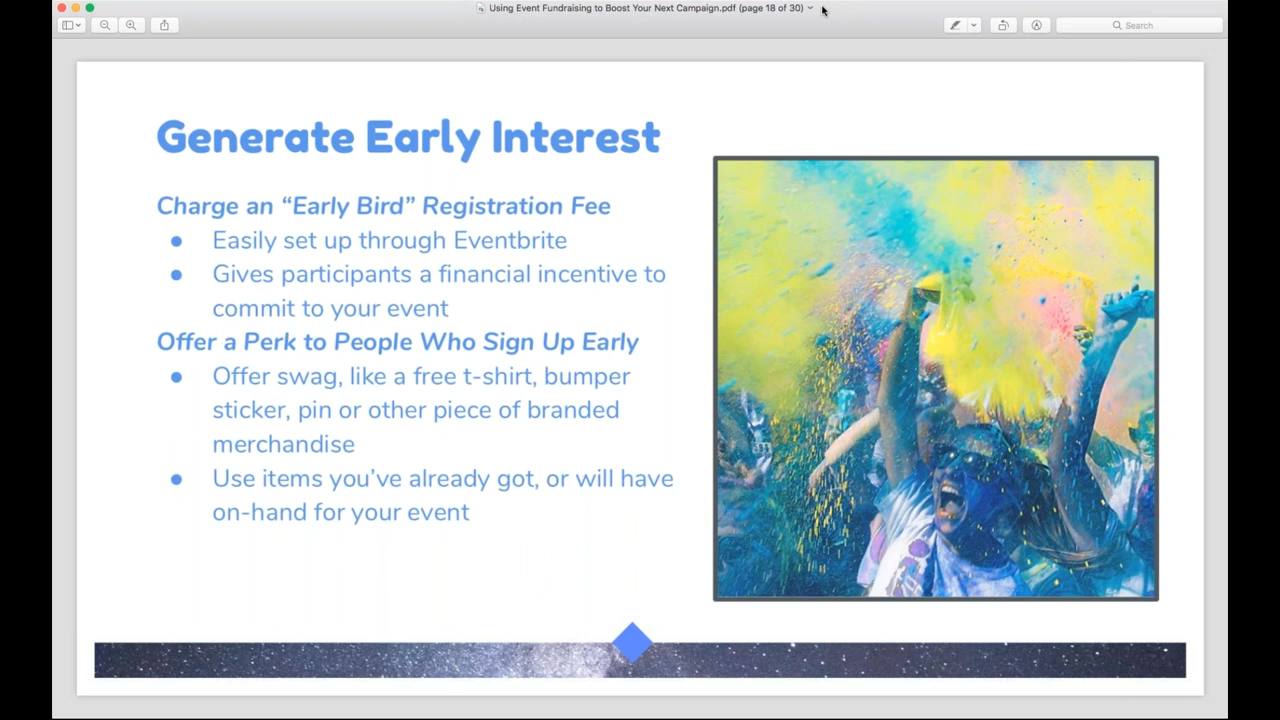 Using Event Fundraising to Boost Your Next Campaign.pdf (page 18 of 30)
Search
Generate Early Interest
Charge an “Early Bird” Registration Fee
● Easily set up through Eventbrite
● Gives participants a financial incentive to
commit to your event
Offer a Perk to People Who Sign Up Early
● Offer swag, like a free t-shirt, bumper
sticker, pin or other piece of branded
merchandise
● Use items you’ve already got, or will have
on-hand for your event